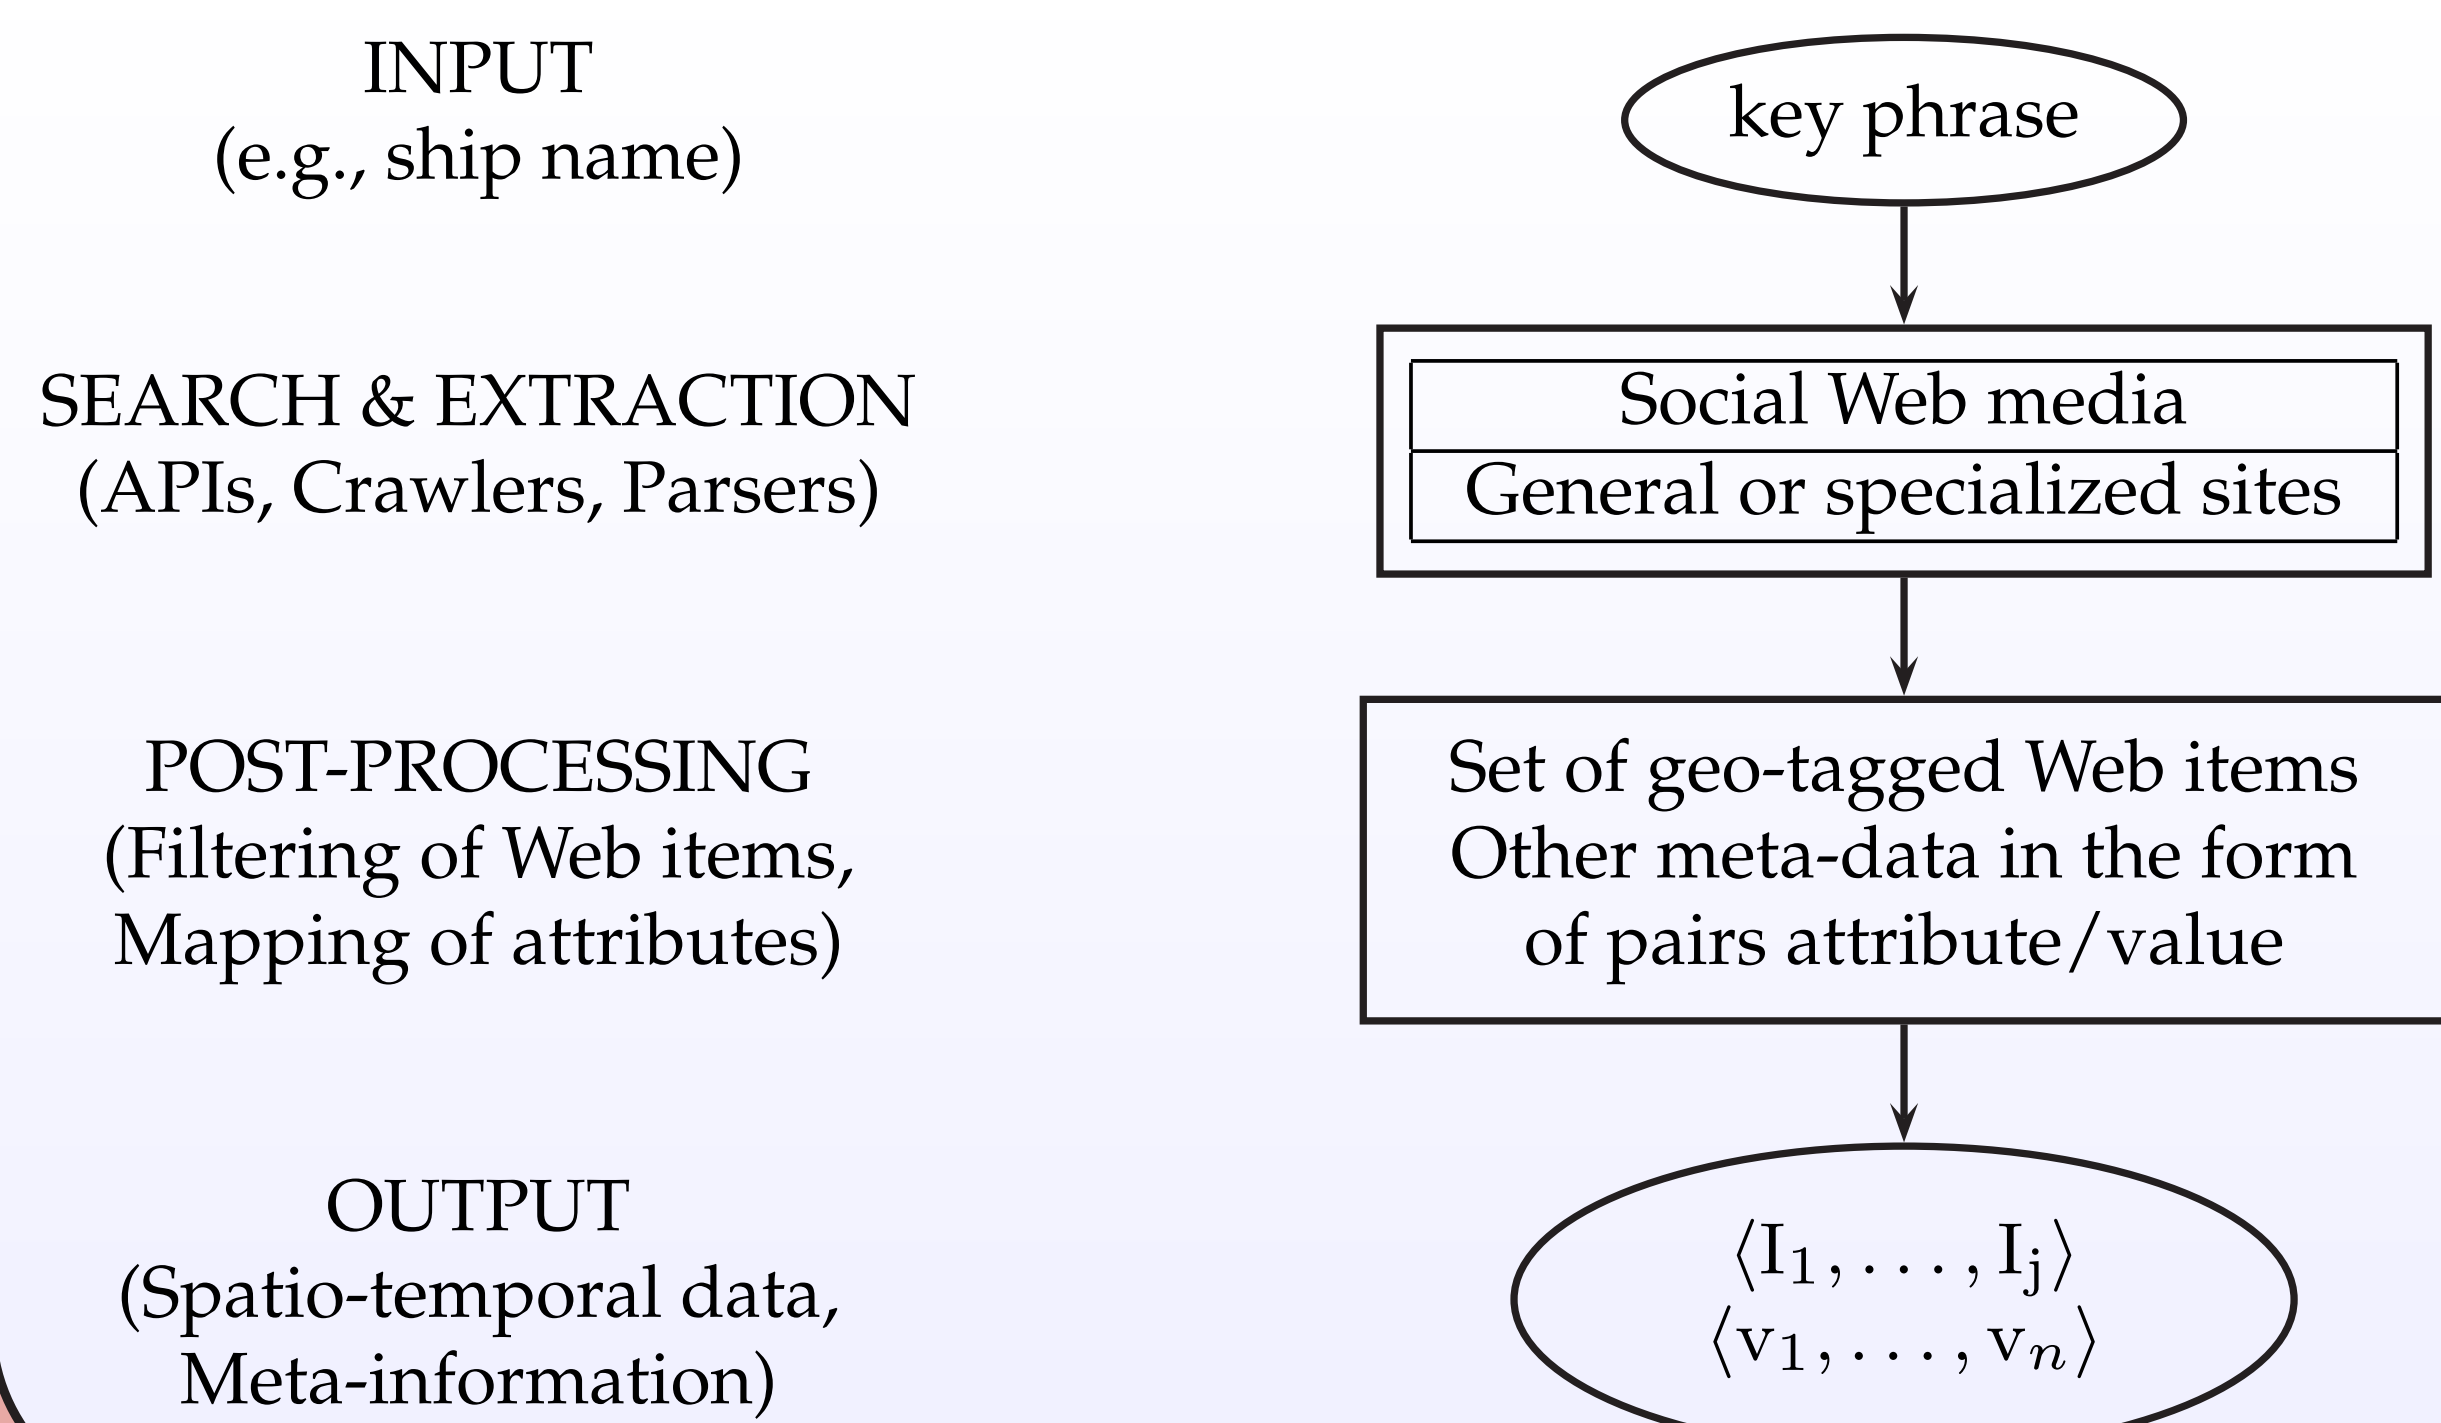 INPUT
(e.g., ship name)
key phrase
SEARCH & EXTRACTION
(APIs, Crawlers, Parsers)
Social Web media
General or specialized sites
POST-PROCESSING
(Filtering of Web items,
Mapping of attributes)
Set of geo-tagged Web items
Other meta-data in the form
of pairs attribute/value
OUTPUT
(Spatio-temporal data,
Meta-information)
⟨I₁, . . . , Iⱼ⟩
⟨v₁, . . . , vₙ⟩